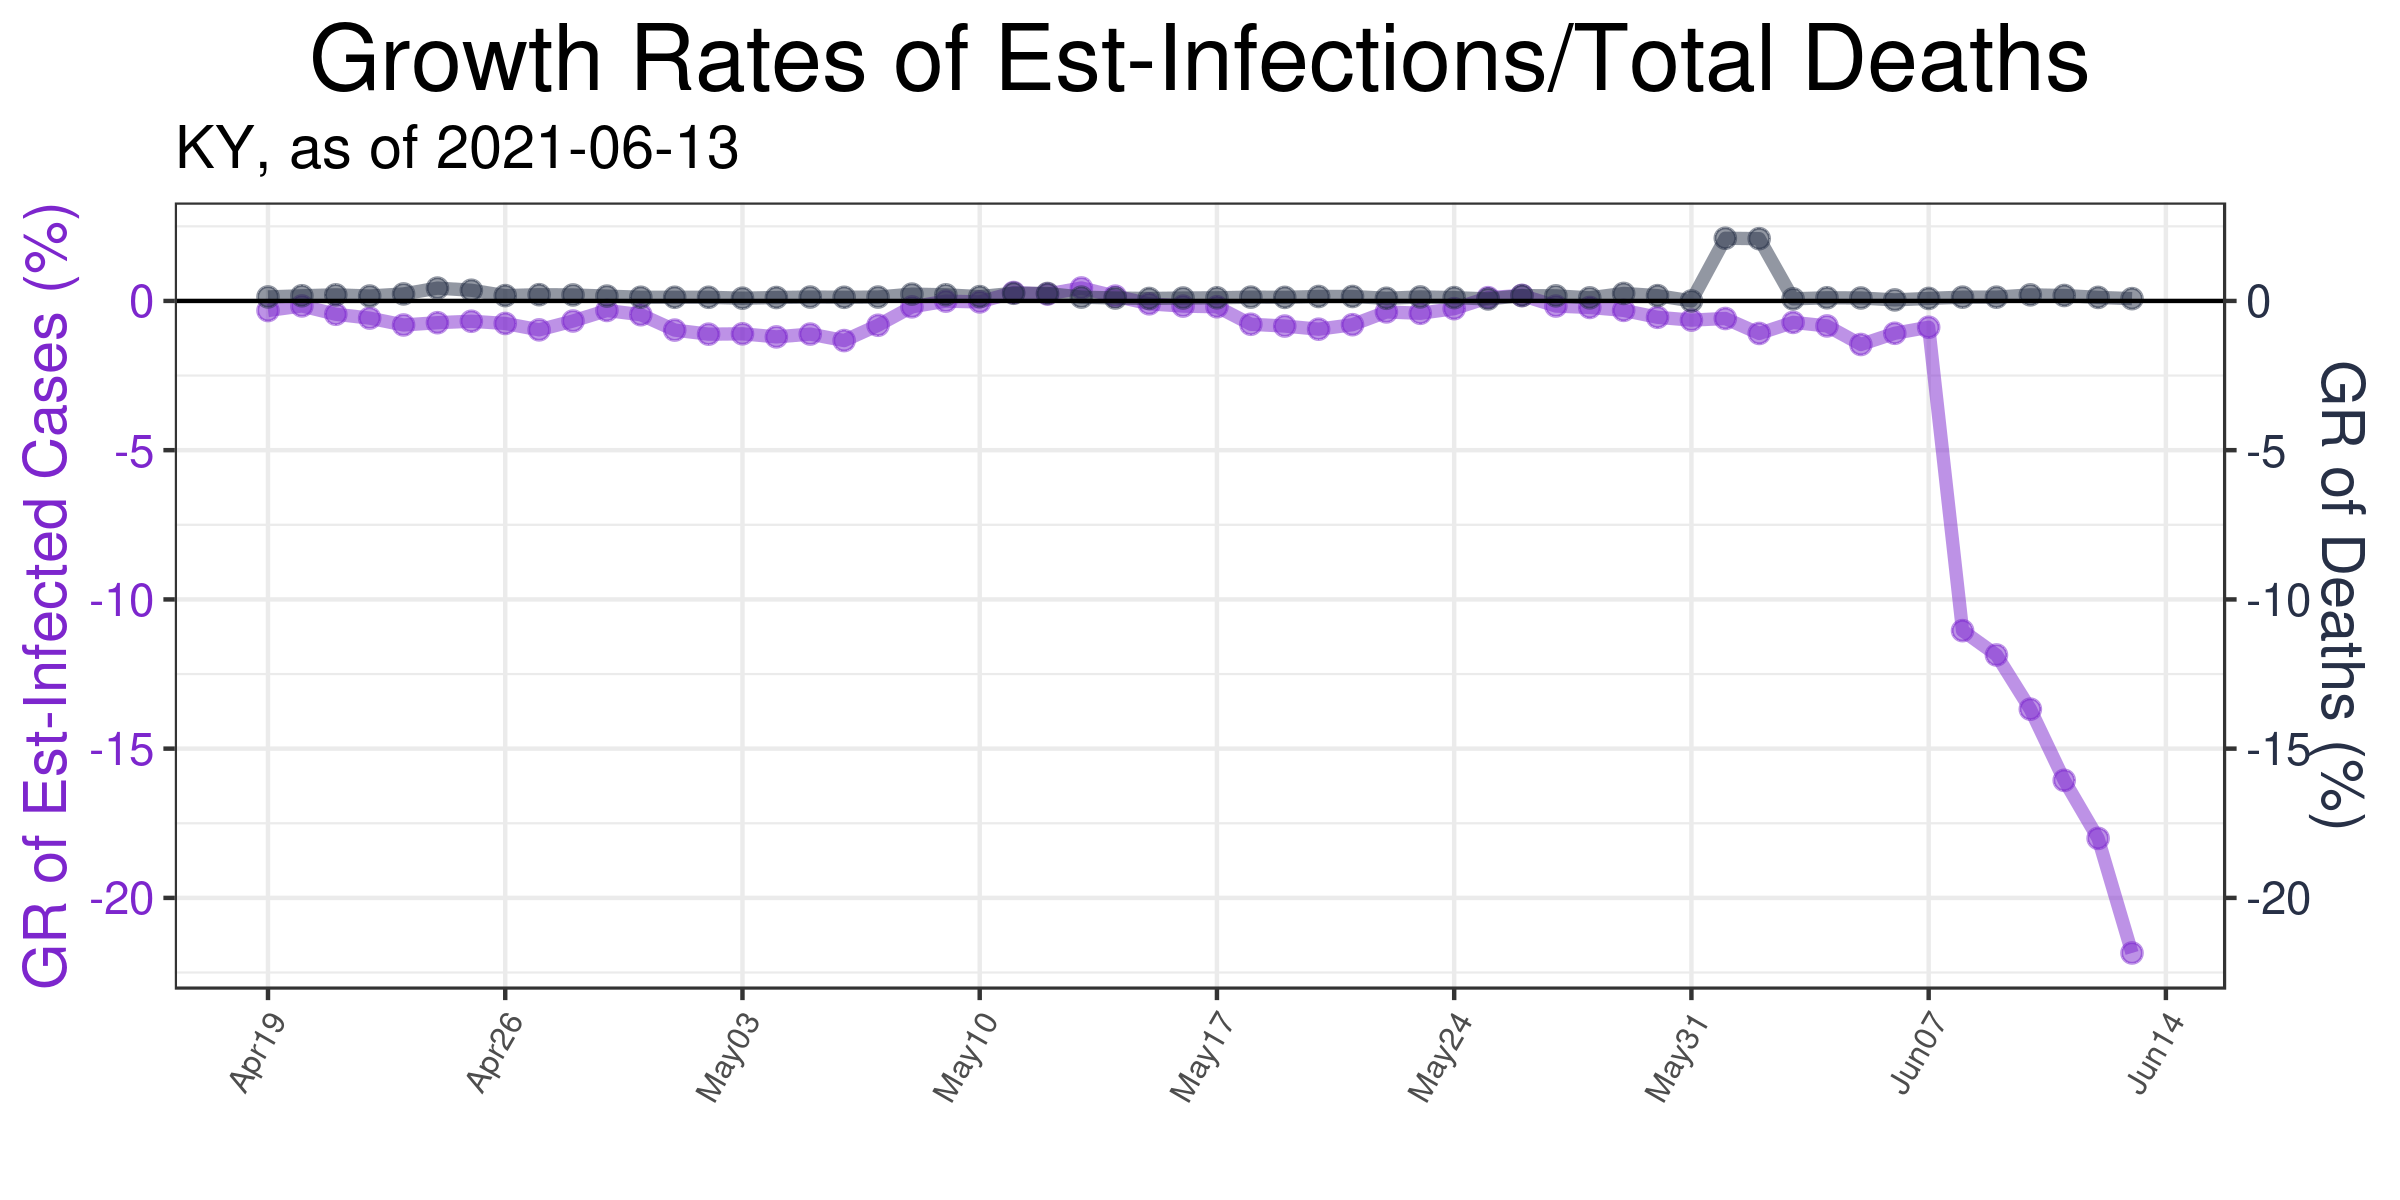 Growth Rates of Est-Infections/Total Deaths
KY, as of 2021-06-13
GR of Est-Infected Cases (%)
0
-5
-10
-15
-20
0
-5
-10
-15
-20
GR of Deaths (%)
Apr19
Apr26
May03
May10
May17
May24
May31
Jun07
Jun14